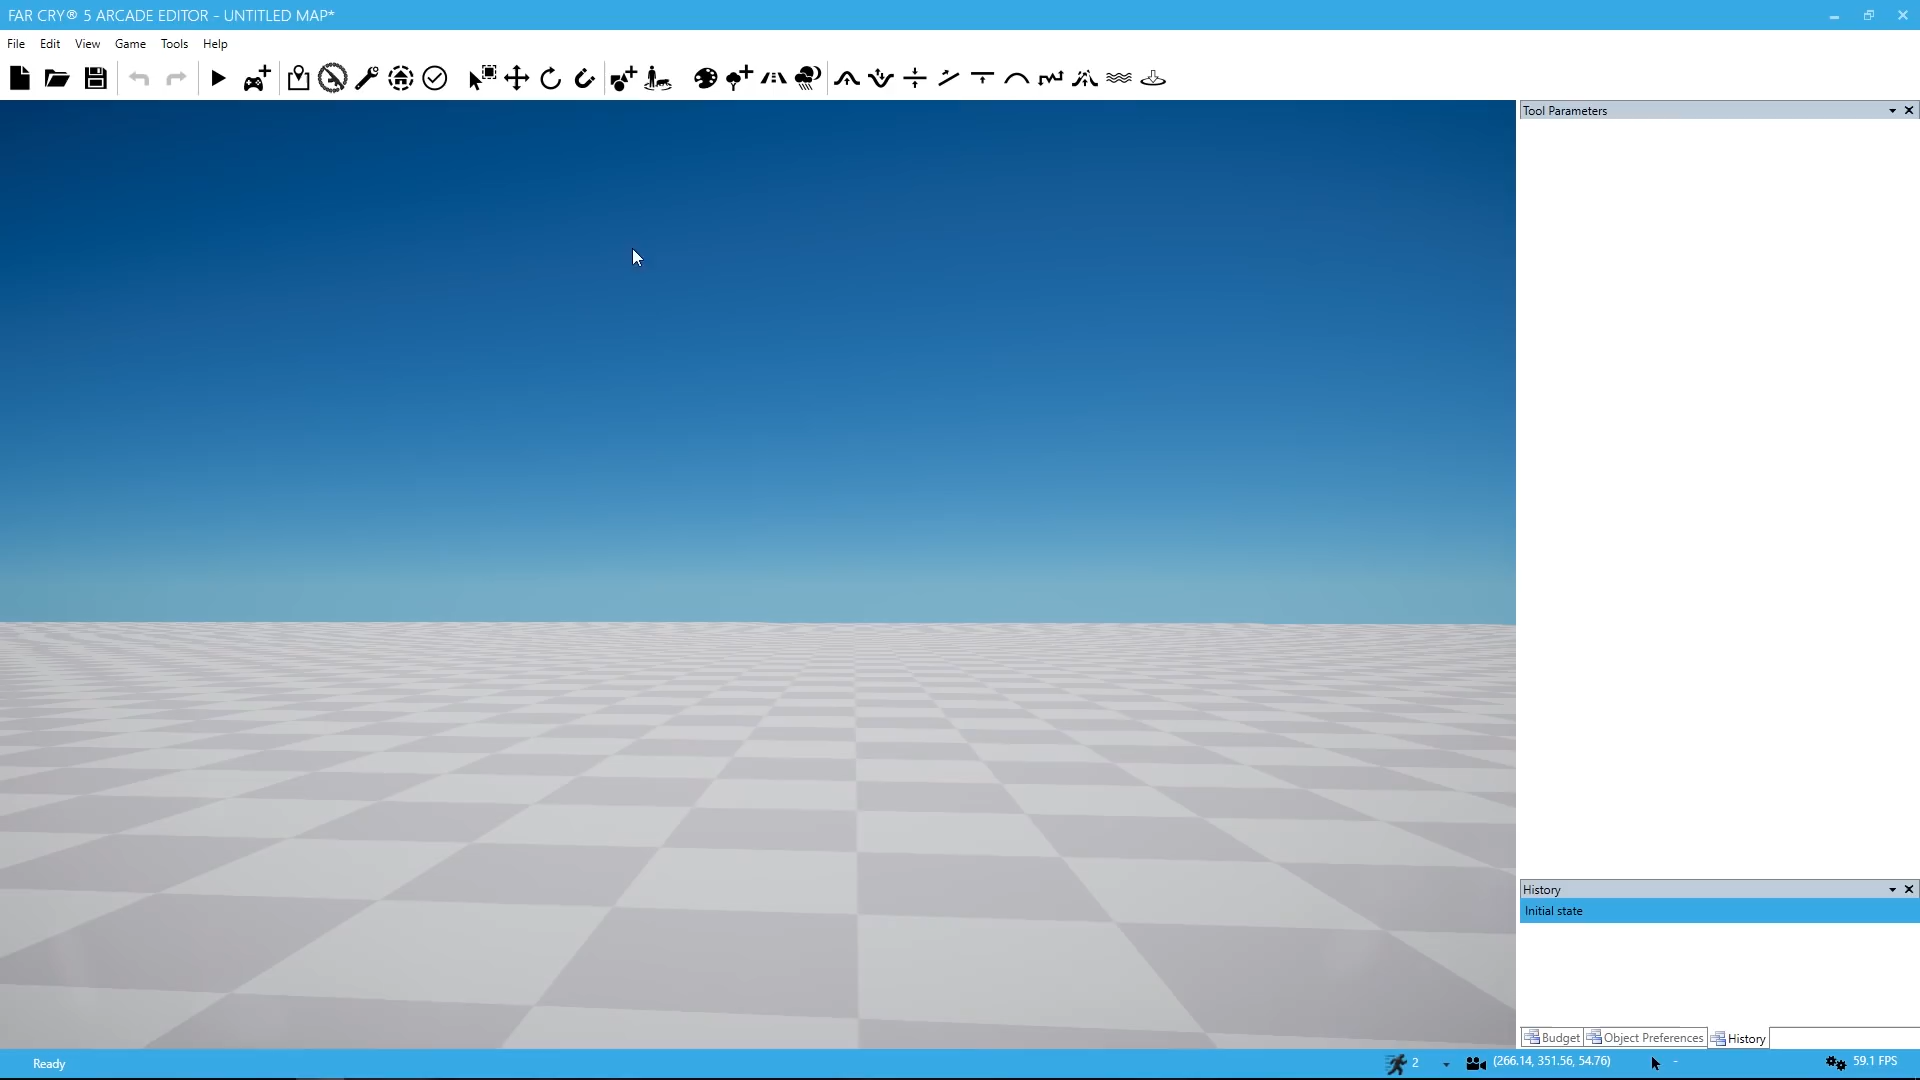 FAR CRY® 5 ARCADE EDITOR - UNTITLED MAP*
File Edit View Game Tools Help
Tool Parameters
History
Initial state
Budget Object Preferences History
Ready 2 (266.14, 351.56, 54.76) - 59.1 FPS